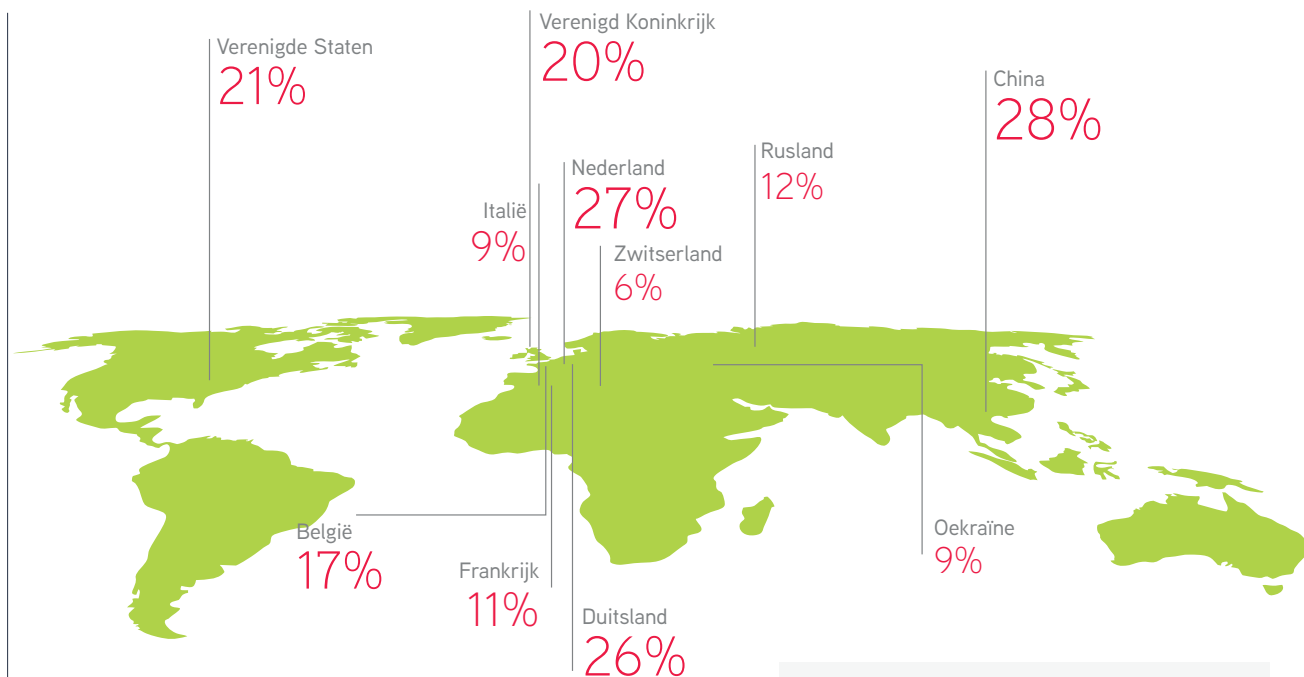 Verenigde Staten
21%
Verenigd Koninkrijk
20%
China
28%
Nederland
27%
Rusland
12%
Italië
9%
Zwitserland
6%
België
17%
Frankrijk
11%
Duitsland
26%
Oekraïne
9%